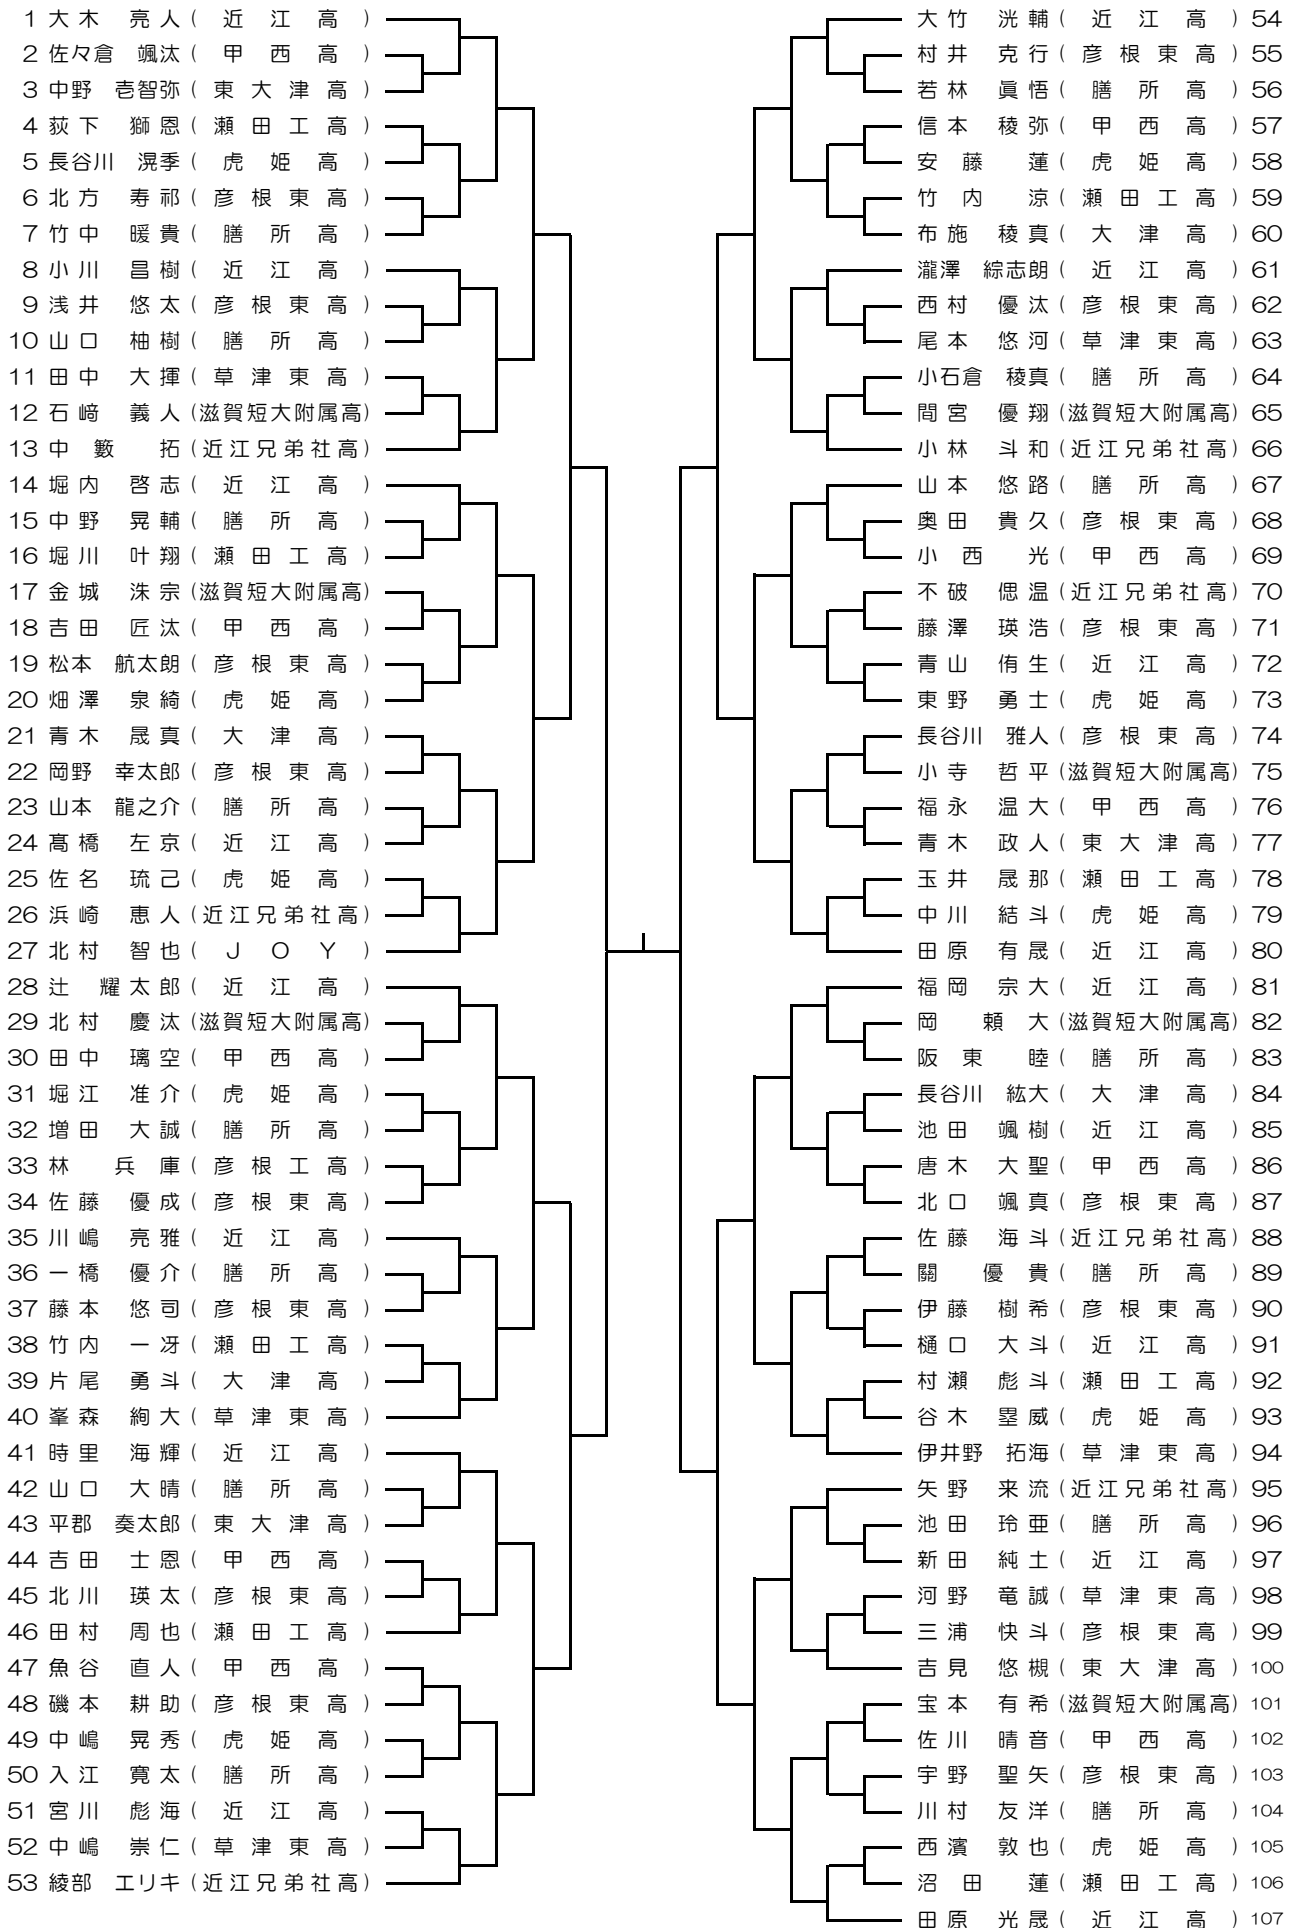 1 大木 亮人 ( 近江高 )
2 佐々倉 颯汰 ( 甲西高 )
3 中野 壱智弥 ( 東大津高 )
4 荻下 獅恩 ( 瀬田工高 )
5 長谷川 滉季 ( 虎姫高 )
6 北方 寿祁 ( 彦根東高 )
7 竹中 暖貴 ( 膳所高 )
8 小川 昌樹 ( 近江高 )
9 浅井 悠太 ( 彦根東高 )
10 山口 柚樹 ( 膳所高 )
11 田中 大揮 ( 草津東高 )
12 石﨑 義人 (滋賀短大附属高)
13 中籔 拓 (近江兄弟社高)
14 堀内 啓志 ( 近江高 )
15 中野 晃輔 ( 膳所高 )
16 堀川 叶翔 ( 瀬田工高 )
17 金城 洙宗 (滋賀短大附属高)
18 吉田 匠汰 ( 甲西高 )
19 松本 航太朗 ( 彦根東高 )
20 畑澤 泉綺 ( 虎姫高 )
21 青木 晟真 ( 大津高 )
22 岡野 幸太郎 ( 彦根東高 )
23 山本 龍之介 ( 膳所高 )
24 髙橋 左京 ( 近江高 )
25 佐名 琉己 ( 虎姫高 )
26 浜崎 恵人 (近江兄弟社高)
27 北村 智也 ( JOY )
28 辻 耀太郎 ( 近江高 )
29 北村 慶汰 (滋賀短大附属高)
30 田中 璃空 ( 甲西高 )
31 堀江 准介 ( 虎姫高 )
32 増田 大誠 ( 膳所高 )
33 林 兵庫 ( 彦根工高 )
34 佐藤 優成 ( 彦根東高 )
35 川嶋 亮雅 ( 近江高 )
36 一橋 優介 ( 膳所高 )
37 藤本 悠司 ( 彦根東高 )
38 竹内 一冴 ( 瀬田工高 )
39 片尾 勇斗 ( 大津高 )
40 峯森 絢大 ( 草津東高 )
41 時里 海輝 ( 近江高 )
42 山口 大晴 ( 膳所高 )
43 平郡 奏太郎 ( 東大津高 )
44 吉田 士恩 ( 甲西高 )
45 北川 瑛太 ( 彦根東高 )
46 田村 周也 ( 瀬田工高 )
47 魚谷 直人 ( 甲西高 )
48 磯本 耕助 ( 彦根東高 )
49 中嶋 晃秀 ( 虎姫高 )
50 入江 寛太 ( 膳所高 )
51 宮川 彪海 ( 近江高 )
52 中嶋 崇仁 ( 草津東高 )
53 綾部 エリキ (近江兄弟社高)
大竹 洸輔 ( 近江高 ) 54
村井 克行 ( 彦根東高 ) 55
若林 眞悟 ( 膳所高 ) 56
信本 稜弥 ( 甲西高 ) 57
安藤 蓮 ( 虎姫高 ) 58
竹内 涼 ( 瀬田工高 ) 59
布施 稜真 ( 大津高 ) 60
瀧澤 綜志朗 ( 近江高 ) 61
西村 優汰 ( 彦根東高 ) 62
尾本 悠河 ( 草津東高 ) 63
小石倉 稜真 ( 膳所高 ) 64
間宮 優翔 (滋賀短大附属高) 65
小林 斗和 (近江兄弟社高) 66
山本 悠路 ( 膳所高 ) 67
奥田 貴久 ( 彦根東高 ) 68
小西 光 ( 甲西高 ) 69
不破 偲温 (近江兄弟社高) 70
藤澤 瑛浩 ( 彦根東高 ) 71
青山 侑生 ( 近江高 ) 72
東野 勇士 ( 虎姫高 ) 73
長谷川 雅人 ( 彦根東高 ) 74
小寺 哲平 (滋賀短大附属高) 75
福永 温大 ( 甲西高 ) 76
青木 政人 ( 東大津高 ) 77
玉井 晟那 ( 瀬田工高 ) 78
中川 結斗 ( 虎姫高 ) 79
田原 有晟 ( 近江高 ) 80
福岡 宗大 ( 近江高 ) 81
岡 頼大 (滋賀短大附属高) 82
阪東 睦 ( 膳所高 ) 83
長谷川 紘大 ( 大津高 ) 84
池田 颯樹 ( 近江高 ) 85
唐木 大聖 ( 甲西高 ) 86
北口 颯真 ( 彦根東高 ) 87
佐藤 海斗 (近江兄弟社高) 88
關 優貴 ( 膳所高 ) 89
伊藤 樹希 ( 彦根東高 ) 90
樋口 大斗 ( 近江高 ) 91
村瀬 彪斗 ( 瀬田工高 ) 92
谷木 塁威 ( 虎姫高 ) 93
伊井野 拓海 ( 草津東高 ) 94
矢野 来流 (近江兄弟社高) 95
池田 玲亜 ( 膳所高 ) 96
新田 純士 ( 近江高 ) 97
河野 竜誠 ( 草津東高 ) 98
三浦 快斗 ( 彦根東高 ) 99
吉見 悠槻 ( 東大津高 ) 100
宝本 有希 (滋賀短大附属高) 101
佐川 晴音 ( 甲西高 ) 102
宇野 聖矢 ( 彦根東高 ) 103
川村 友洋 ( 膳所高 ) 104
西濱 敦也 ( 虎姫高 ) 105
沼田 蓮 ( 瀬田工高 ) 106
田原 光晟 ( 近江高 ) 107